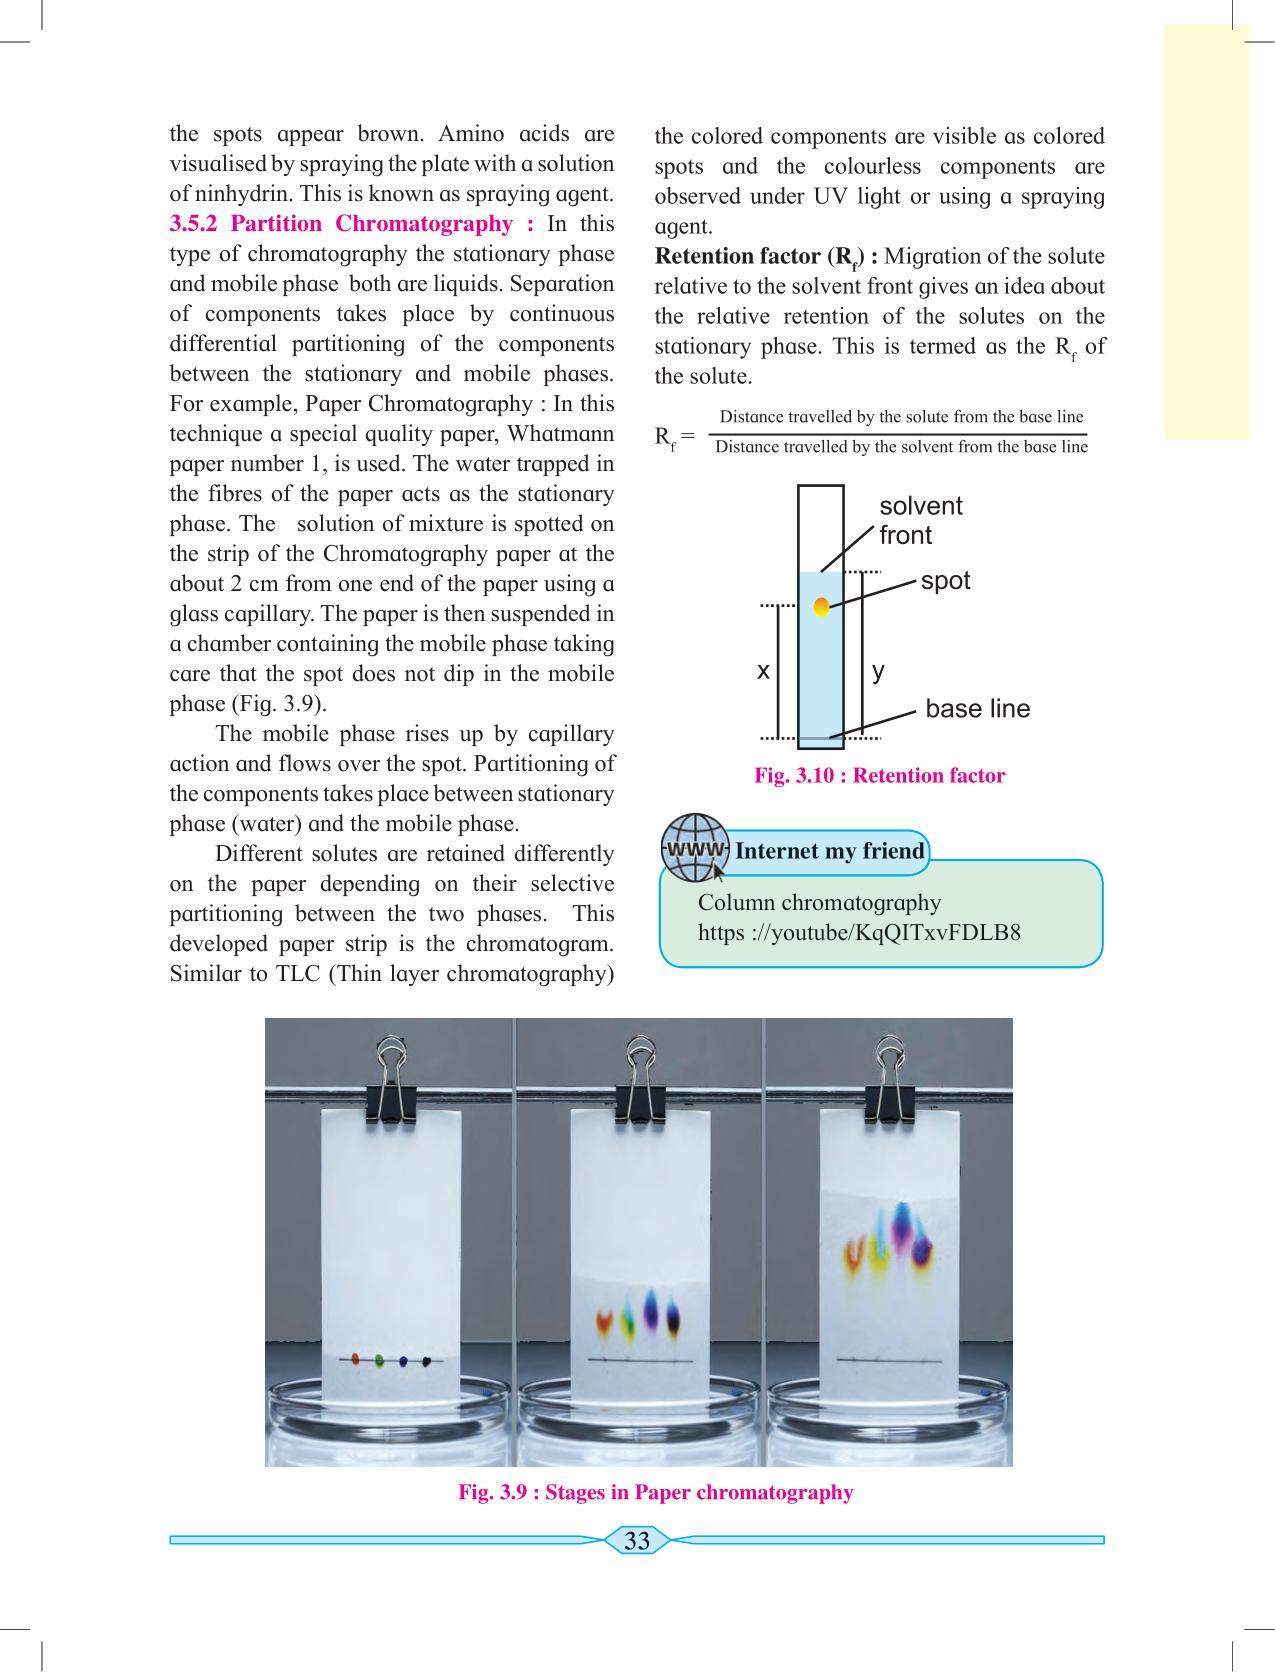 the spots appear brown. Amino acids are
visualised by spraying the plate with a solution
of ninhydrin. This is known as spraying agent.
3.5.2 Partition Chromatography : In this
type of chromatography the stationary phase
and mobile phase both are liquids. Separation
of components takes place by continuous
differential partitioning of the components
between the stationary and mobile phases.
For example, Paper Chromatography : In this
technique a special quality paper, Whatmann
paper number 1, is used. The water trapped in
the fibres of the paper acts as the stationary
phase. The solution of mixture is spotted on
the strip of the Chromatography paper at the
about 2 cm from one end of the paper using a
glass capillary. The paper is then suspended in
a chamber containing the mobile phase taking
care that the spot does not dip in the mobile
phase (Fig. 3.9).
The mobile phase rises up by capillary
action and flows over the spot. Partitioning of
the components takes place between stationary
phase (water) and the mobile phase.
Different solutes are retained differently
on the paper depending on their selective
partitioning between the two phases. This
developed paper strip is the chromatogram.
Similar to TLC (Thin layer chromatography)
the colored components are visible as colored
spots and the colourless components are
observed under UV light or using a spraying
agent.
Retention factor (Rf) : Migration of the solute
relative to the solvent front gives an idea about
the relative retention of the solutes on the
stationary phase. This is termed as the Rf of
the solute.
Distance travelled by the solute from the base line
Rf =
Distance travelled by the solvent from the base line
solvent
front
spot
x
y
base line
Fig. 3.10 : Retention factor
www
Internet my friend
Column chromatography
https ://youtube/KqQITxvFDLB8
Fig. 3.9 : Stages in Paper chromatography
33